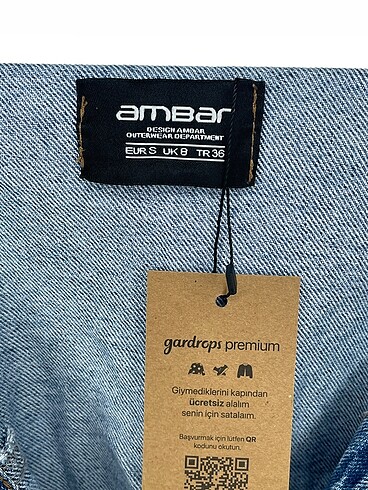 ambar
DESIGN AMBAR
OUTERWEAR DEPARTMENT
EUR S UK 8 TR 36
gardrops premium
Giymediklerini kapından
ücretsiz alalım
senin için satalım.
Başvurmak için lütfen QR
kodunu okutun.